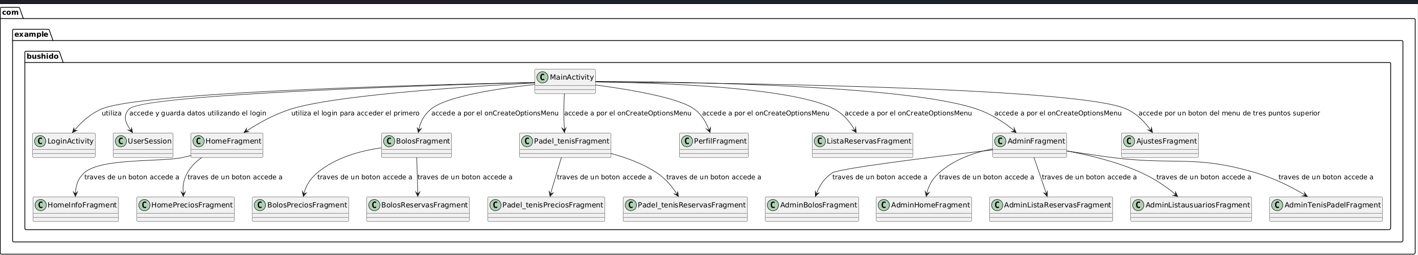 com
example
bushido
C MainActivity
utiliza
accede y guarda datos utilizando el login
utiliza el login para acceder el primero
accede a por el onCreateOptionsMenu
accede a por el onCreateOptionsMenu
accede a por el onCreateOptionsMenu
accede a por el onCreateOptionsMenu
accede a por el onCreateOptionsMenu
accede por un boton del menu de tres puntos superior
C LoginActivity
C UserSession
C HomeFragment
C BolosFragment
C Padel_tenisFragment
C PerfilFragment
C ListaReservasFragment
C AdminFragment
C AjustesFragment
traves de un boton accede a
traves de un boton accede a
traves de un boton accede a
traves de un boton accede a
traves de un boton accede a
traves de un boton accede a
traves de un boton accede a
traves de un boton accede a
traves de un boton accede a
traves de un boton accede a
traves de un boton accede a
C HomeInfoFragment
C HomePreciosFragment
C BolosPreciosFragment
C BolosReservasFragment
C Padel_tenisPreciosFragment
C Padel_tenisReservasFragment
C AdminBolosFragment
C AdminHomeFragment
C AdminListaReservasFragment
C AdminListausuariosFragment
C AdminTenisPadelFragment